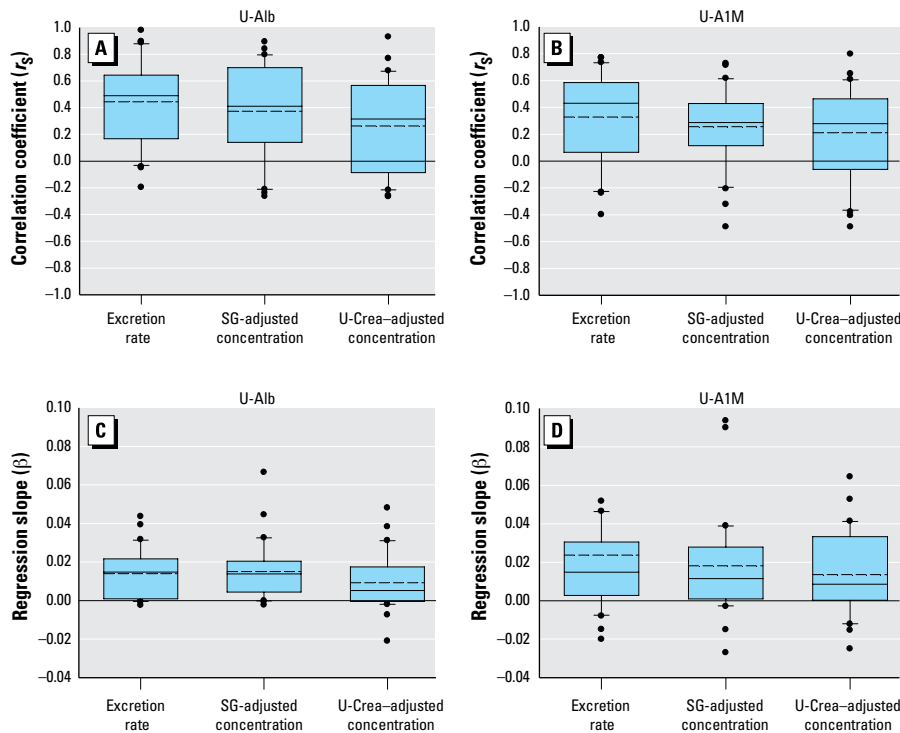 U-Alb
A
Correlation coefficient (rS)
1.0
0.8
0.6
0.4
0.2
0.0
–0.2
–0.4
–0.6
–0.8
–1.0
Excretion
rate
SG-adjusted
concentration
U-Crea–adjusted
concentration
U-A1M
B
Correlation coefficient (rS)
1.0
0.8
0.6
0.4
0.2
0.0
–0.2
–0.4
–0.6
–0.8
–1.0
Excretion
rate
SG-adjusted
concentration
U-Crea–adjusted
concentration
U-Alb
C
Regression slope (β)
0.10
0.08
0.06
0.04
0.02
0.00
–0.02
–0.04
Excretion
rate
SG-adjusted
concentration
U-Crea–adjusted
concentration
U-A1M
D
Regression slope (β)
0.10
0.08
0.06
0.04
0.02
0.00
–0.02
–0.04
Excretion
rate
SG-adjusted
concentration
U-Crea–adjusted
concentration